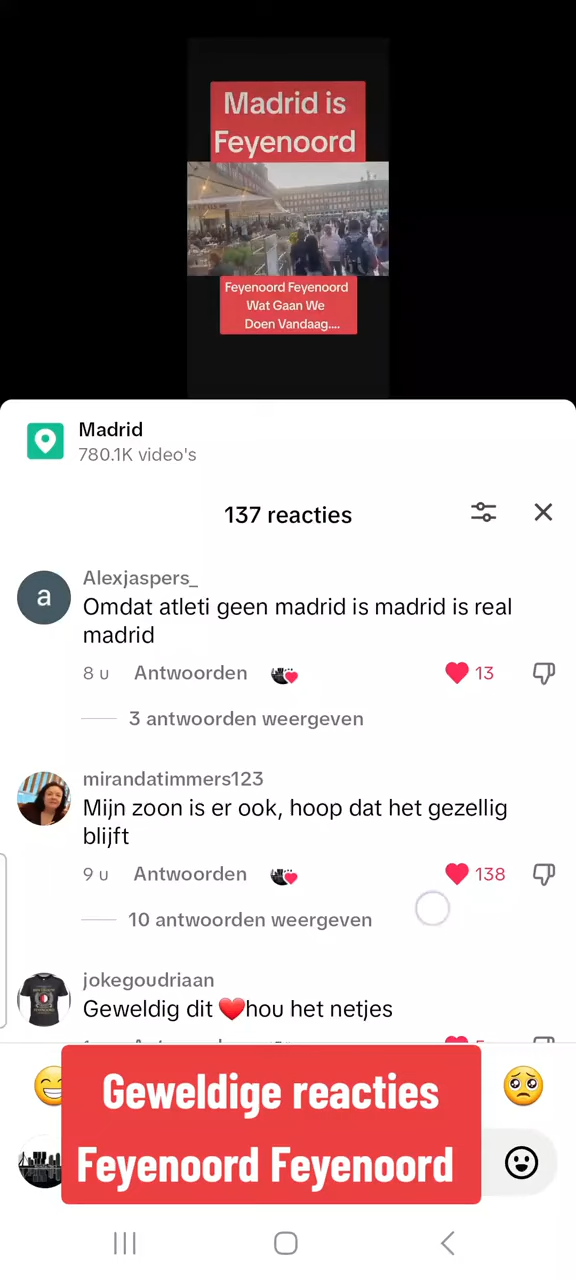 Madrid is
Feyenoord
Feyenoord Feyenoord
Wat Gaan We
Doen Vandaag....
Madrid
780.1K video's
137 reacties
a
Alexjaspers_
Omdat atleti geen madrid is madrid is real
madrid
8 u Antwoorden 13
3 antwoorden weergeven
mirandatimmers123
Mijn zoon is er ook, hoop dat het gezellig
blijft
9 u Antwoorden 138
10 antwoorden weergeven
jokegoudriaan
Geweldig dit ❤️hou het netjes
Geweldige reacties
Feyenoord Feyenoord